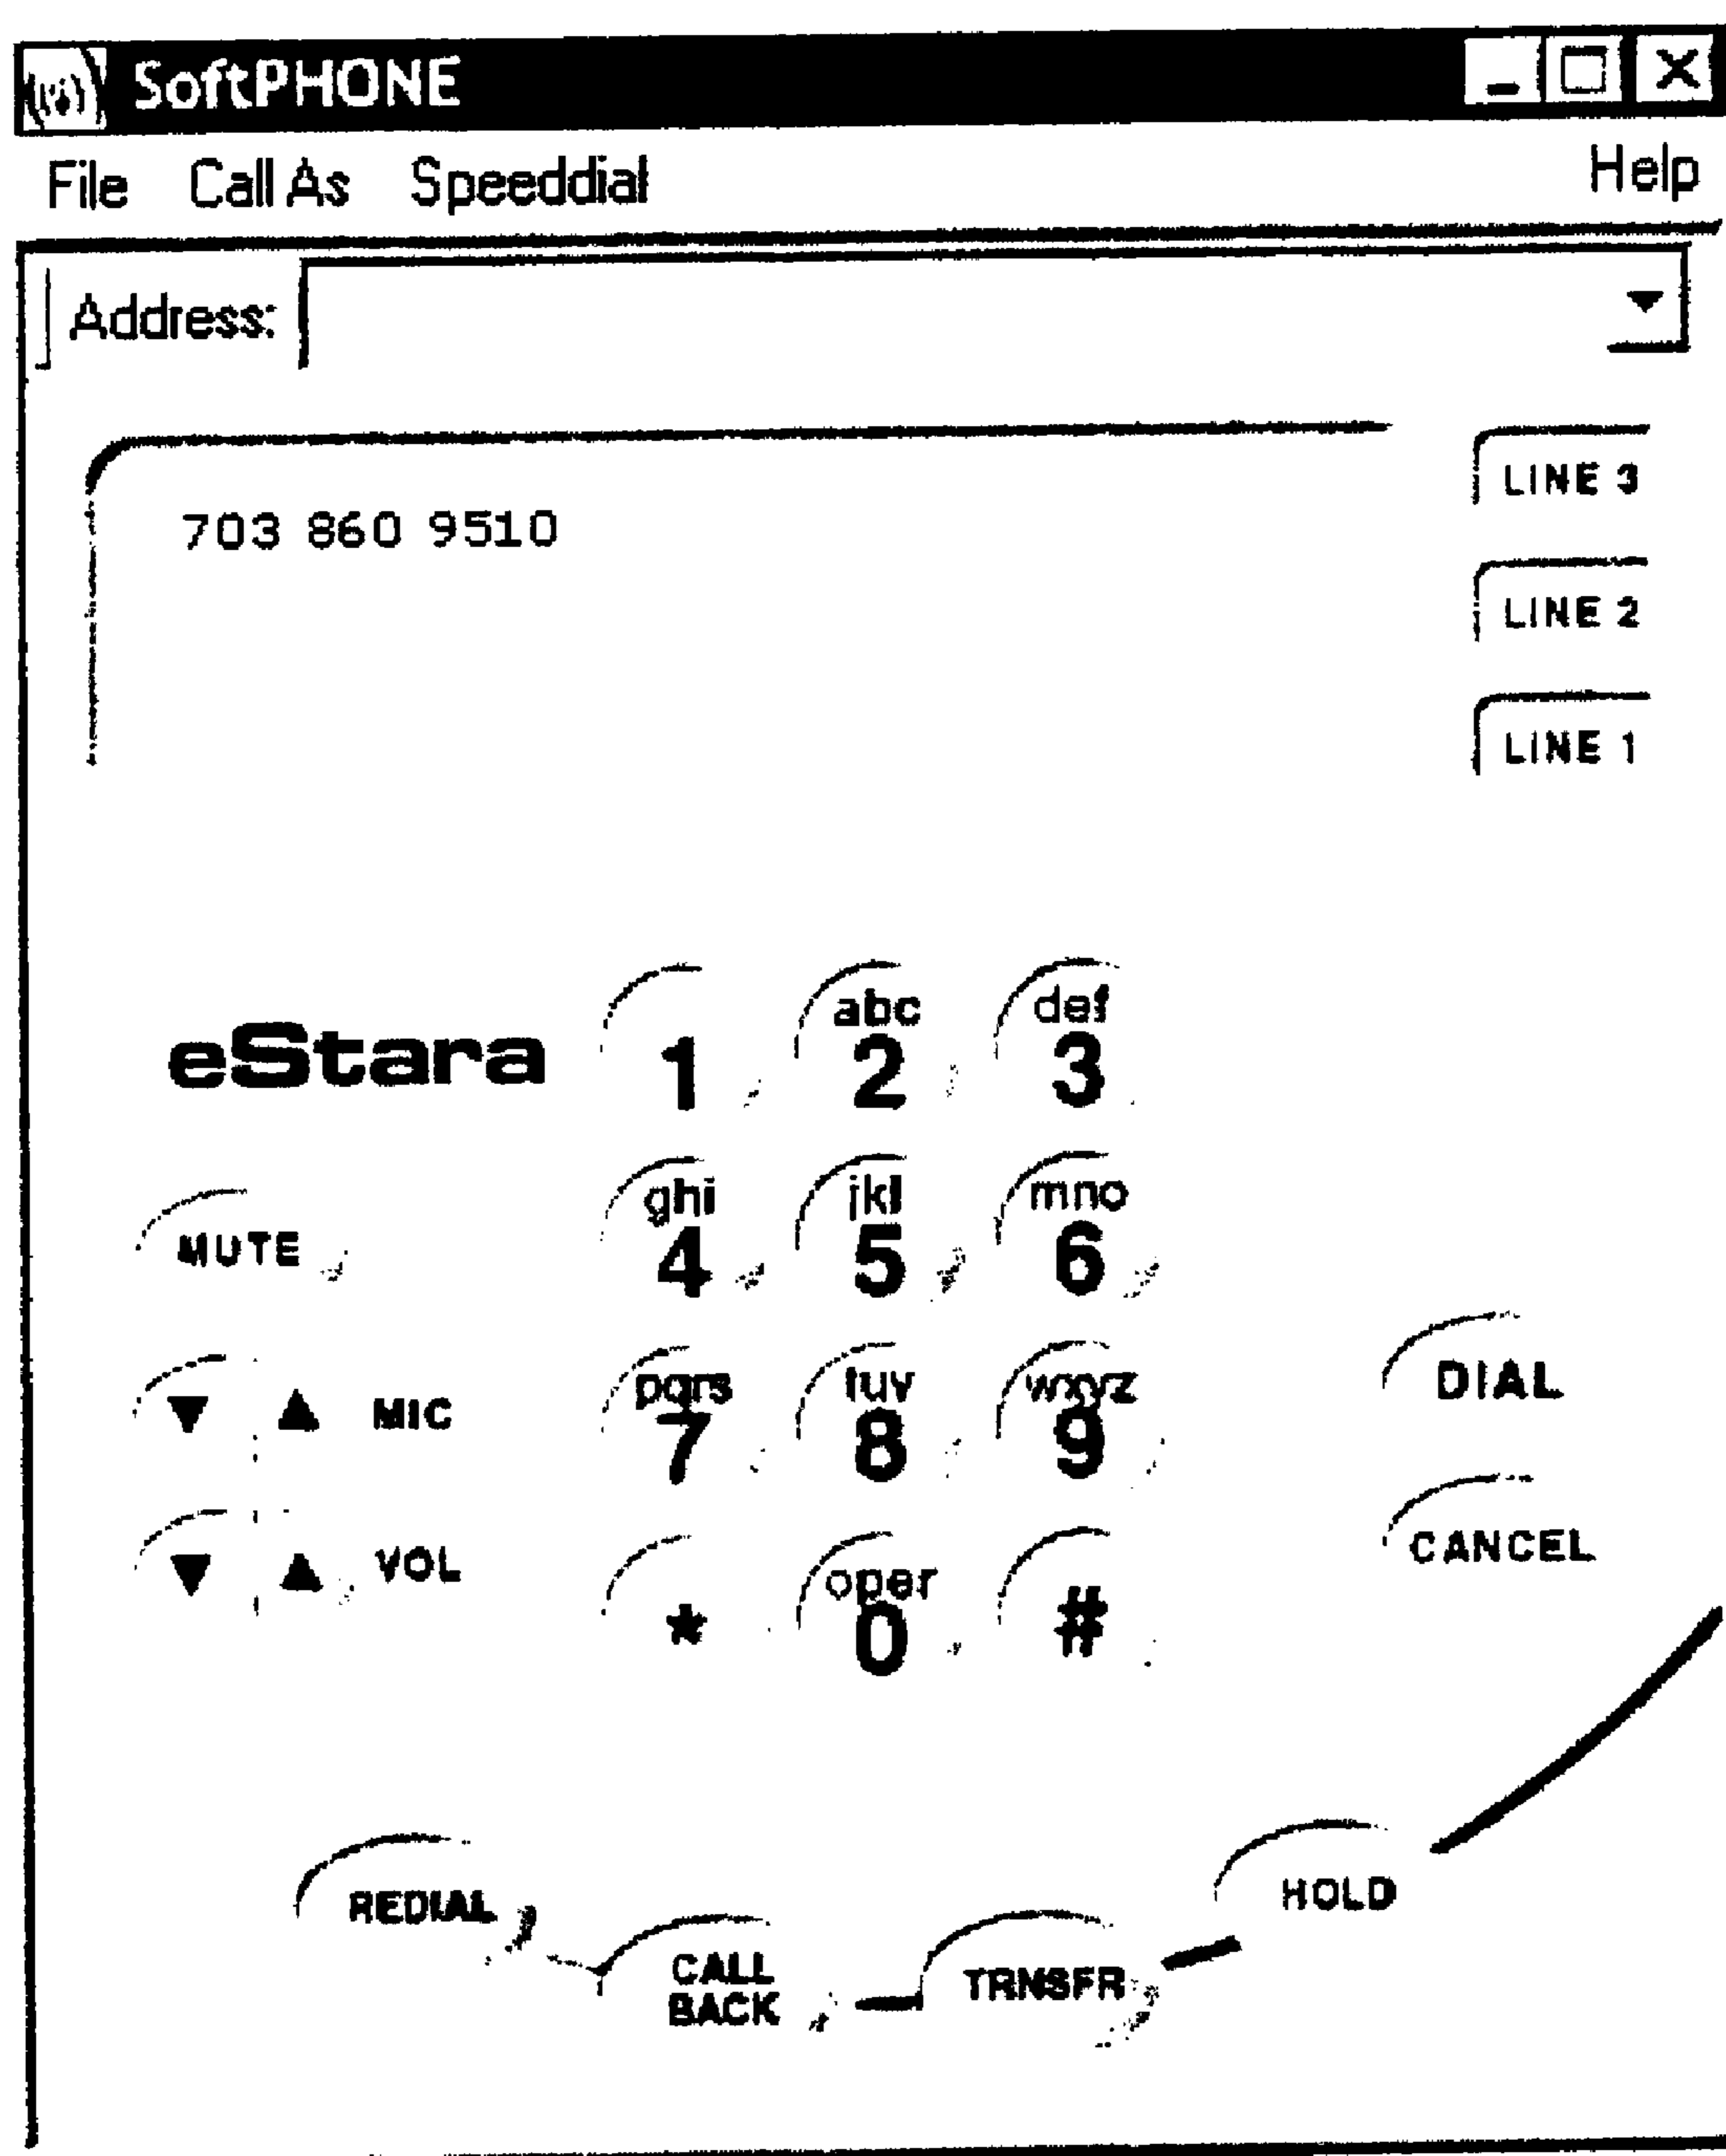 SoftPHONE
File Call As Speeddial Help
Address:
703 860 9510
LINE 3
LINE 2
LINE 1
eStara
1
abc
2
def
3
MUTE
ghi
4
jkl
5
mno
6
MIC
pqrs
7
tuv
8
wxyz
9
DIAL
VOL
*
oper
0
#
CANCEL
REDIAL
CALL
BACK
TRNSFR
HOLD